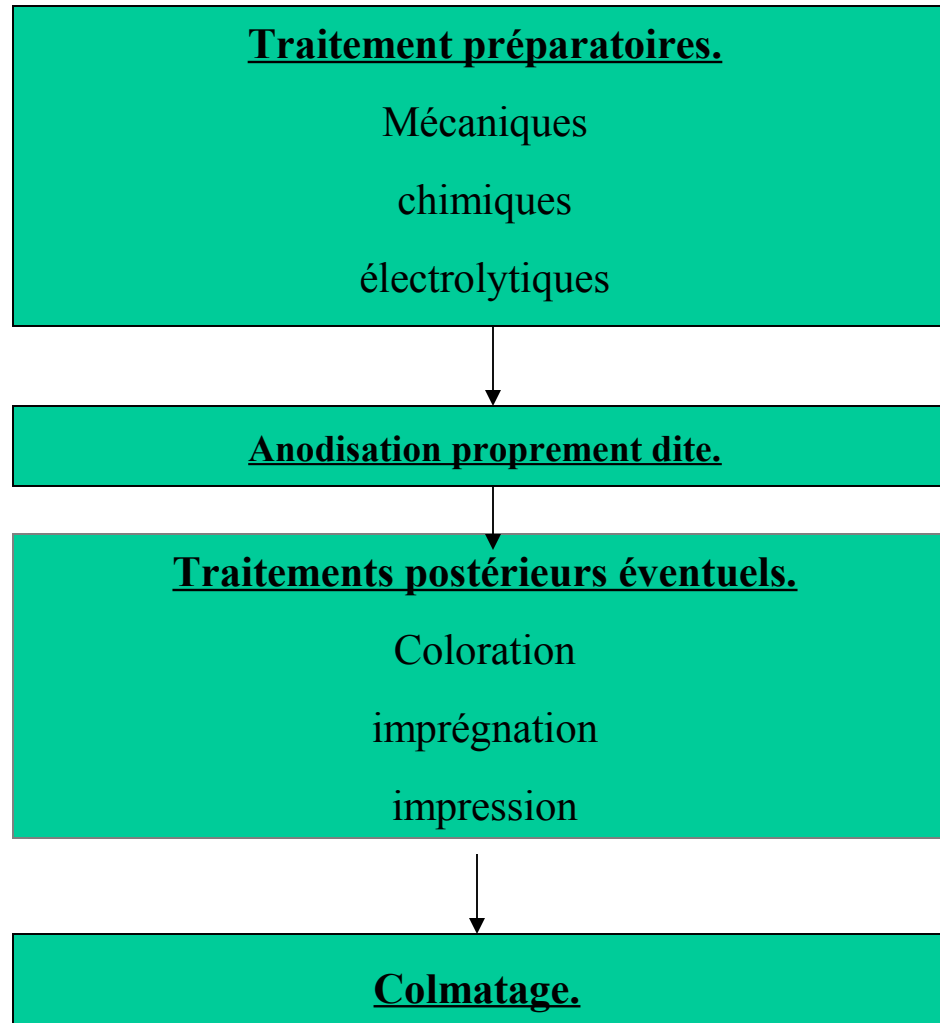 Traitement préparatoires.
Mécaniques
chimiques
électrolytiques
Anodisation proprement dite.
Traitements postérieurs éventuels.
Coloration
imprégnation
impression
Colmatage.